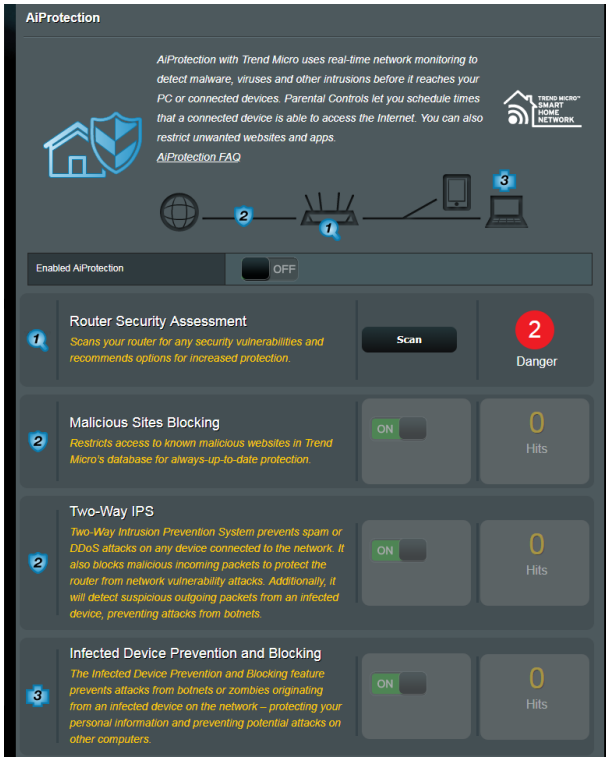 AiProtection
AiProtection with Trend Micro uses real-time network monitoring to
detect malware, viruses and other intrusions before it reaches your
PC or connected devices. Parental Controls let you schedule times
that a connected device is able to access the Internet. You can also
restrict unwanted websites and apps.
AiProtection FAQ
TREND MICRO™
SMART
HOME
NETWORK
3
2
1
Enabled AiProtection
OFF
1
Router Security Assessment
Scans your router for any security vulnerabilities and
recommends options for increased protection.
Scan
2
Danger
2
Malicious Sites Blocking
Restricts access to known malicious websites in Trend
Micro's database for always-up-to-date protection.
ON
0
Hits
2
Two-Way IPS
Two-Way Intrusion Prevention System prevents spam or
DDoS attacks on any device connected to the network. It
also blocks malicious incoming packets to protect the
router from network vulnerability attacks. Additionally, it
will detect suspicious outgoing packets from an infected
device, preventing attacks from botnets.
ON
0
Hits
3
Infected Device Prevention and Blocking
The Infected Device Prevention and Blocking feature
prevents attacks from botnets or zombies originating
from an infected device on the network – protecting your
personal information and preventing potential attacks on
other computers.
ON
0
Hits